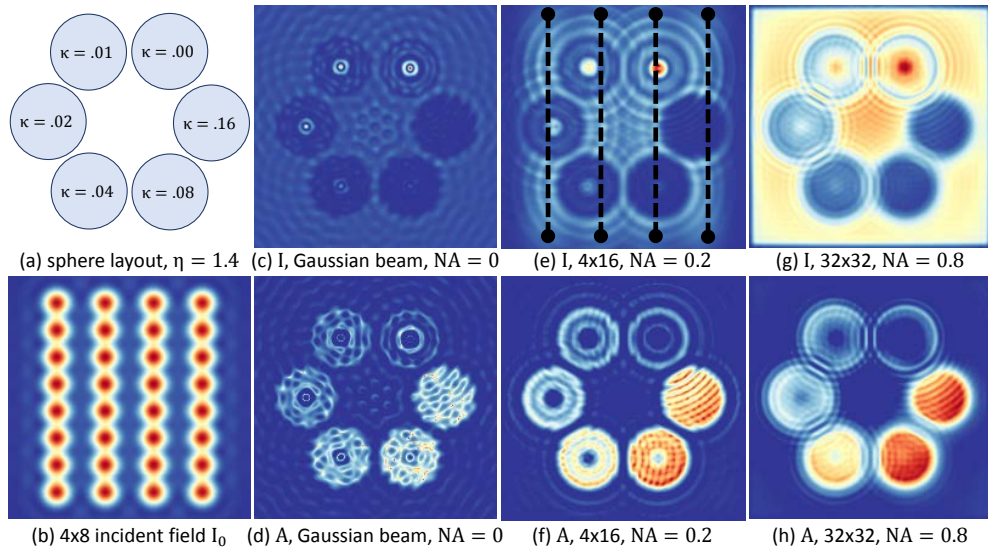 κ = .01
κ = .00
κ = .02
κ = .16
κ = .04
κ = .08
(a) sphere layout, η = 1.4
(c) I, Gaussian beam, NA = 0
(e) I, 4x16, NA = 0.2
(g) I, 32x32, NA = 0.8
(b) 4x8 incident field I₀
(d) A, Gaussian beam, NA = 0
(f) A, 4x16, NA = 0.2
(h) A, 32x32, NA = 0.8